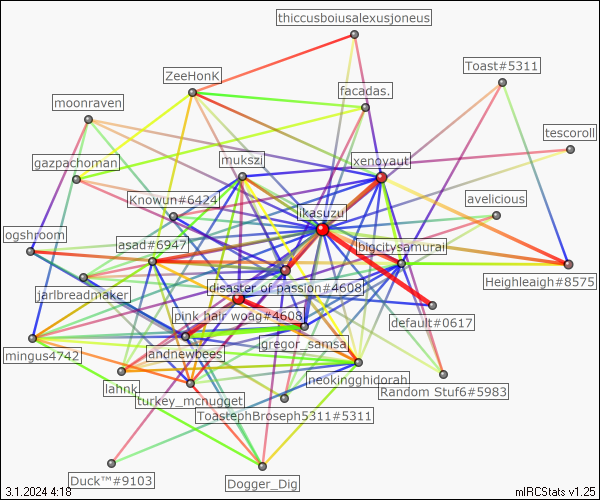 thiccusboiusalexusjoneus
Toast#5311
ZeeHonK
facadas.
moonraven
tescoroll
mukszi
xenoyaut
gazpachoman
Knowun#6424
avelicious
ikasuzu
ogshroom
asad#6947
bigcitysamurai
Heighleaigh#8575
disaster of passion#4608
jarlbreadmaker
pink hair woag#4608
default#0617
gregor_samsa
mingus4742
andnewbees
neokingghidorah
lahnk
Random Stuf6#5983
turkey_mcnugget
ToastephBroseph5311#5311
Duck™#9103
Dogger_Dig
3.1.2024 4:18
mIRCStats v1.25